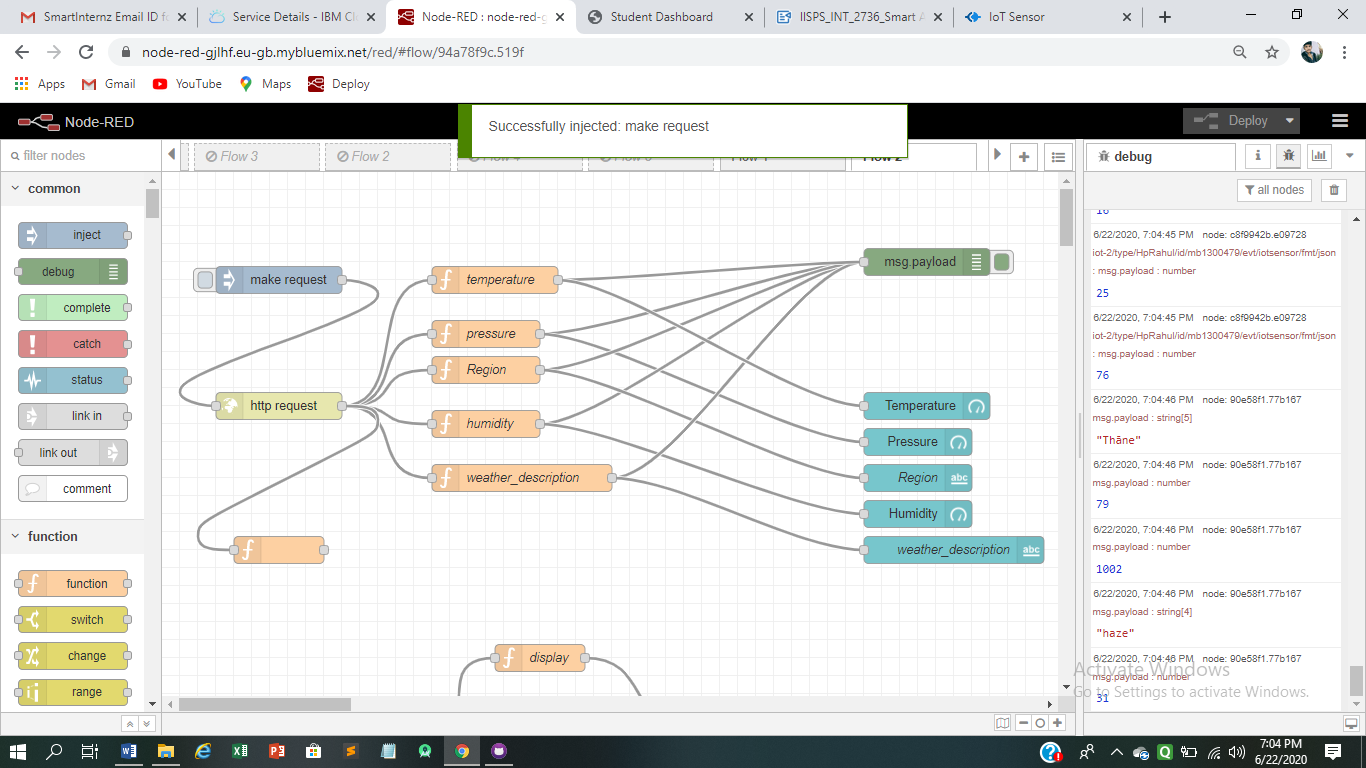 SmartInternz Email ID f
Service Details - IBM Cl
Node-RED : node-red-g
Student Dashboard
IISPS_INT_2736_Smart A
IoT Sensor
node-red-gjlhf.eu-gb.mybluemix.net/red/#flow/94a78f9c.519f
Apps
Gmail
YouTube
Maps
Deploy
Node-RED
Successfully injected: make request
Deploy
filter nodes
Flow 3
Flow 2
debug
i
all nodes
common
inject
debug
complete
catch
status
link in
link out
comment
function
function
switch
change
range
make request
http request
temperature
pressure
Region
humidity
weather_description
display
msg.payload
Temperature
Pressure
Region
abc
Humidity
weather_description
abc
16
6/22/2020, 7:04:45 PM node: c8f9942b.e09728
iot-2/type/HpRahul/id/mb1300479/evt/iotsensor/fmt/json
: msg.payload : number
25
6/22/2020, 7:04:45 PM node: c8f9942b.e09728
iot-2/type/HpRahul/id/mb1300479/evt/iotsensor/fmt/json
: msg.payload : number
76
6/22/2020, 7:04:46 PM node: 90e58f1.77b167
msg.payload : string[5]
"Thāne"
6/22/2020, 7:04:46 PM node: 90e58f1.77b167
msg.payload : number
79
6/22/2020, 7:04:46 PM node: 90e58f1.77b167
msg.payload : number
1002
6/22/2020, 7:04:46 PM node: 90e58f1.77b167
msg.payload : string[4]
"haze"
6/22/2020, 7:04:46 PM node: 90e58f1.77b167
msg.payload : number
31
Activate Windows
Go to Settings to activate Windows.
7:04 PM
6/22/2020